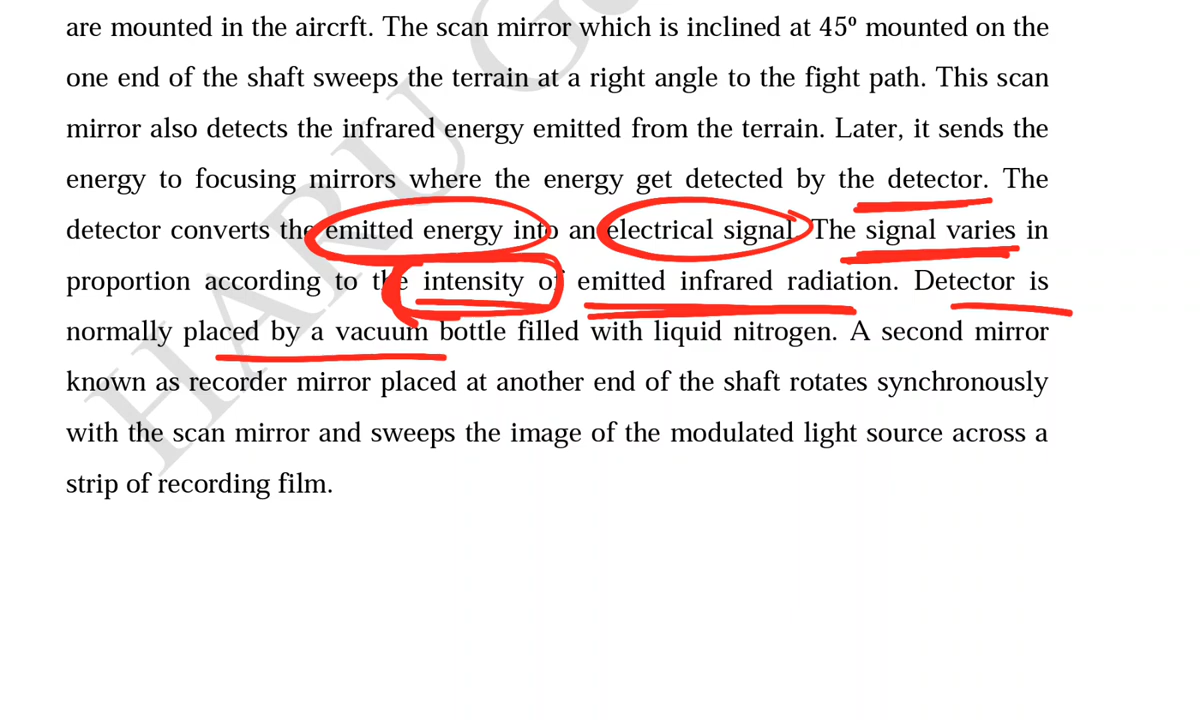 are mounted in the aircrft. The scan mirror which is inclined at 45º mounted on the
one end of the shaft sweeps the terrain at a right angle to the fight path. This scan
mirror also detects the infrared energy emitted from the terrain. Later, it sends the
energy to focusing mirrors where the energy get detected by the detector. The
detector converts the emitted energy into an electrical signal. The signal varies in
proportion according to the intensity of emitted infrared radiation. Detector is
normally placed by a vacuum bottle filled with liquid nitrogen. A second mirror
known as recorder mirror placed at another end of the shaft rotates synchronously
with the scan mirror and sweeps the image of the modulated light source across a
strip of recording film.
HARU